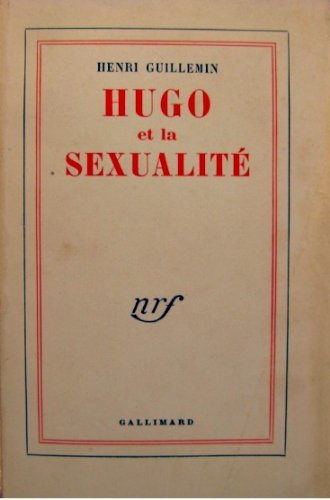 HENRI GUILLEMIN
HUGO
et la
SEXUALITÉ
nrf
GALLIMARD